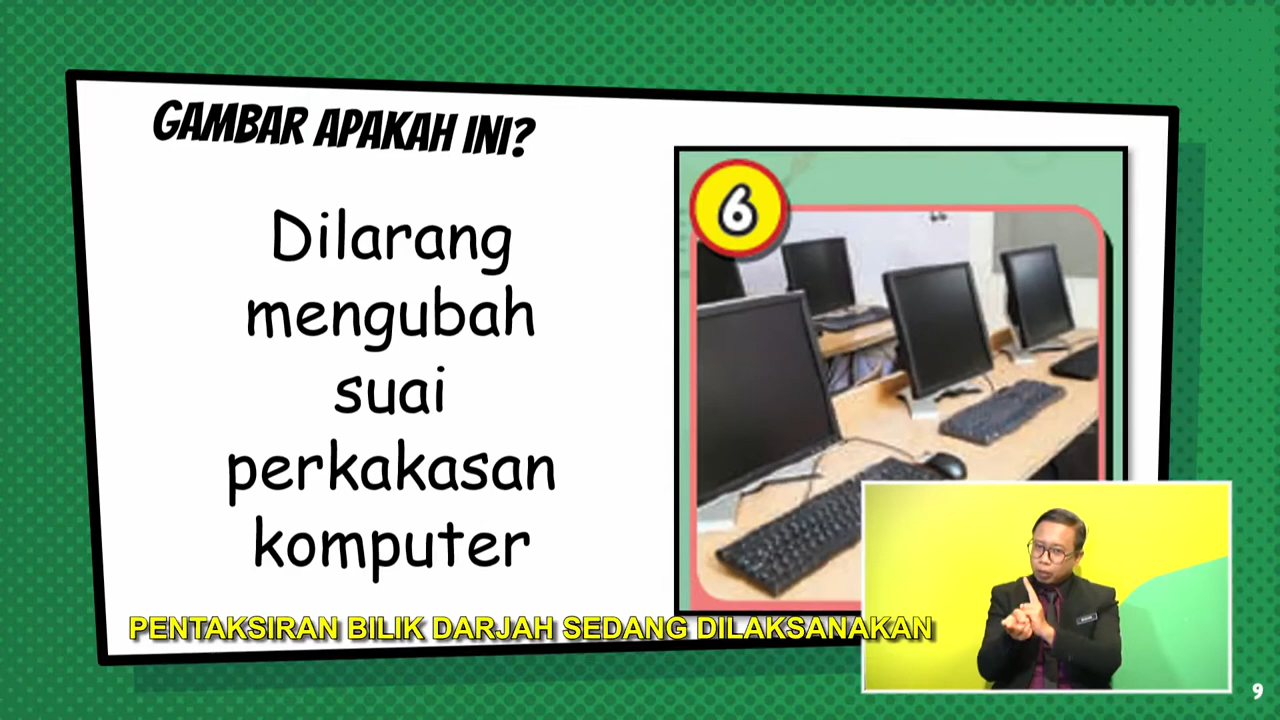 GAMBAR APAKAH INI?
Dilarang
mengubah
suai
perkakasan
komputer
6
PENTAKSIRAN BILIK DARJAH SEDANG DILAKSANAKAN
9